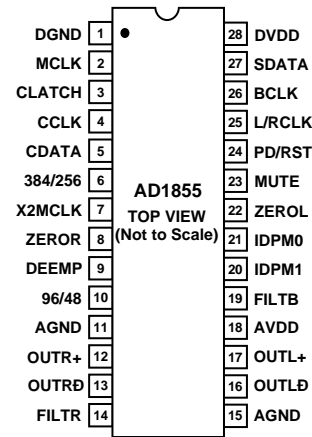 DGND 1 28 DVDD
MCLK 2 27 SDATA
CLATCH 3 26 BCLK
CCLK 4 25 L/RCLK
CDATA 5 24 PD/RST
384/256 6 23 MUTE
X2MCLK 7 22 ZEROL
ZEROR 8 21 IDPM0
DEEMP 9 20 IDPM1
96/48 10 19 FILTB
AGND 11 18 AVDD
OUTR+ 12 17 OUTL+
OUTRÐ 13 16 OUTLÐ
FILTR 14 15 AGND
AD1855
TOP VIEW
(Not to Scale)